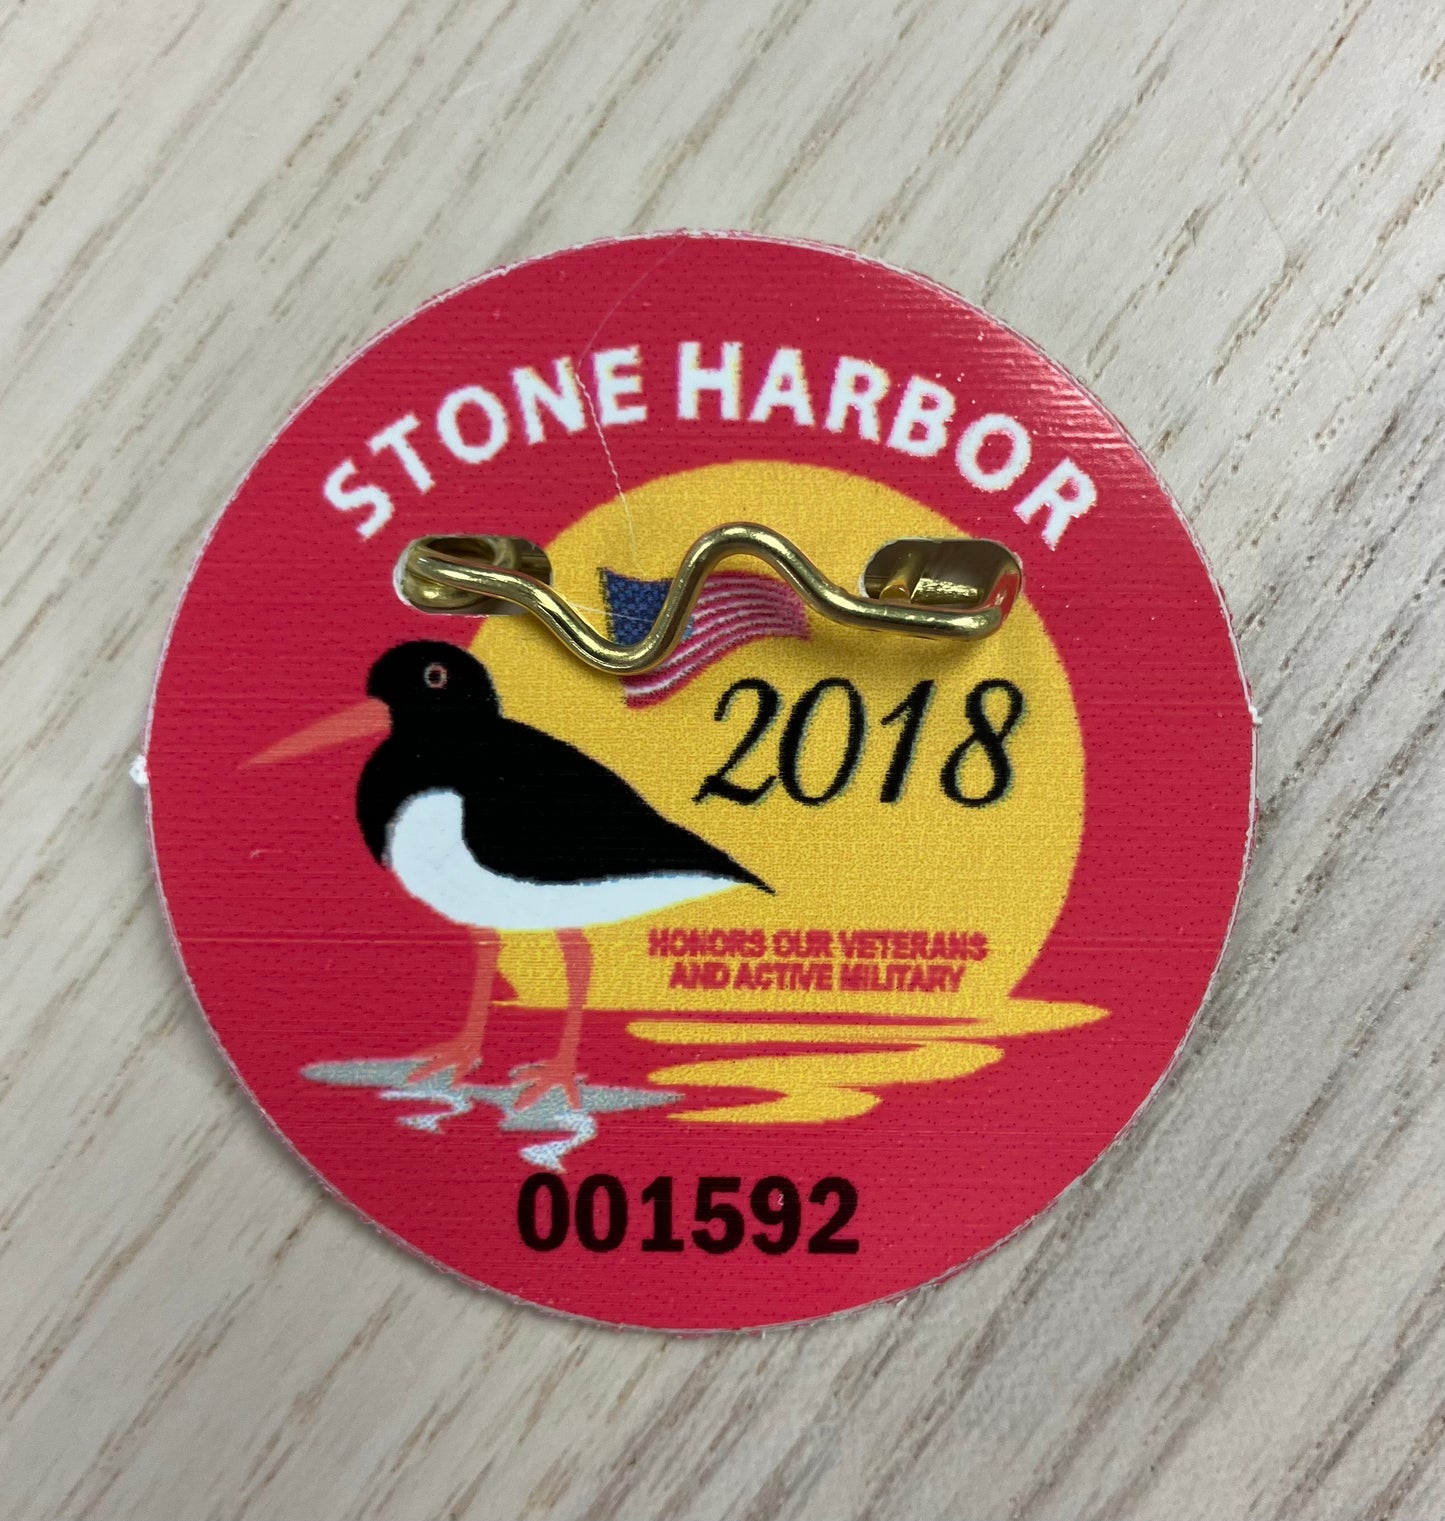 STONE HARBOR
2018
HONORS OUR VETERANS
AND ACTIVE MILITARY
001592